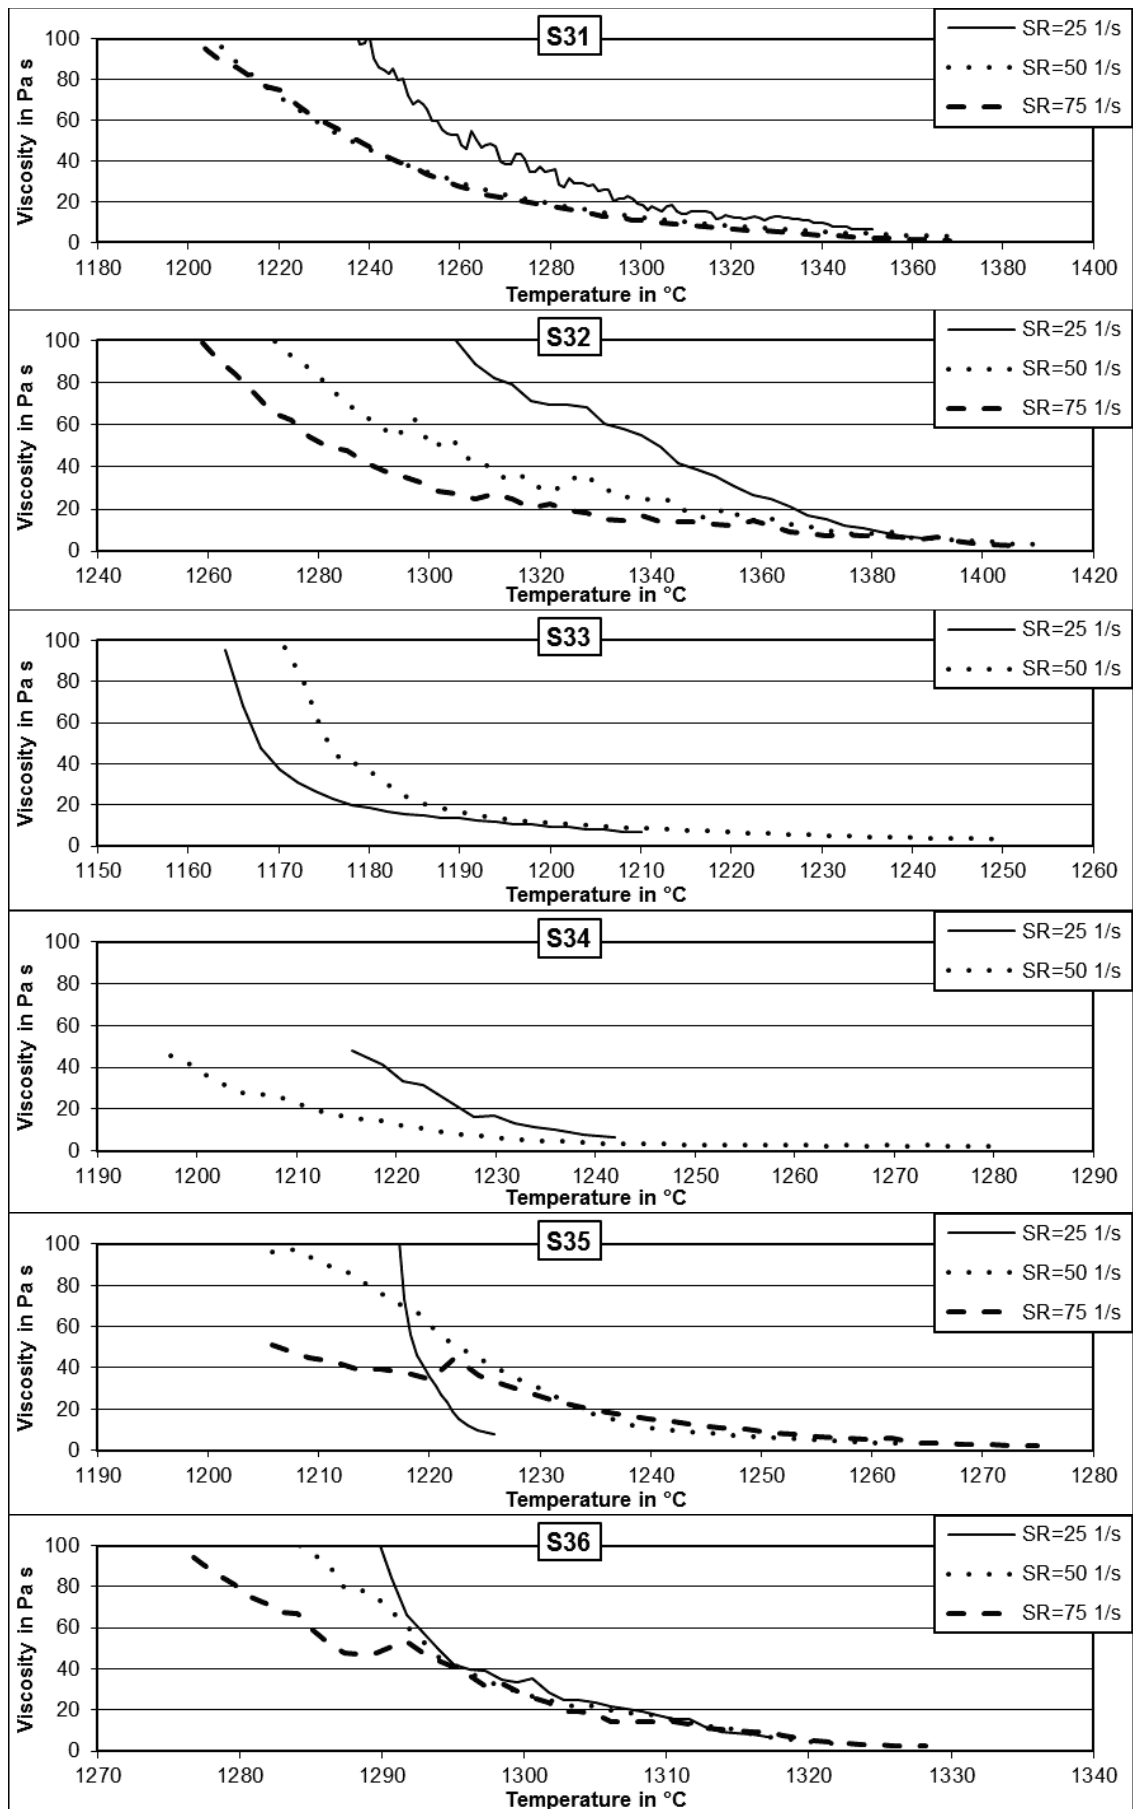 S31
SR=25 1/s
SR=50 1/s
SR=75 1/s
Viscosity in Pa s
100
80
60
40
20
0
1180 1200 1220 1240 1260 1280 1300 1320 1340 1360 1380 1400
Temperature in °C
S32
SR=25 1/s
SR=50 1/s
SR=75 1/s
Viscosity in Pa s
100
80
60
40
20
0
1240 1260 1280 1300 1320 1340 1360 1380 1400 1420
Temperature in °C
S33
SR=25 1/s
SR=50 1/s
Viscosity in Pa s
100
80
60
40
20
0
1150 1160 1170 1180 1190 1200 1210 1220 1230 1240 1250 1260
Temperature in °C
S34
SR=25 1/s
SR=50 1/s
Viscosity in Pa s
100
80
60
40
20
0
1190 1200 1210 1220 1230 1240 1250 1260 1270 1280 1290
Temperature in °C
S35
SR=25 1/s
SR=50 1/s
SR=75 1/s
Viscosity in Pa s
100
80
60
40
20
0
1190 1200 1210 1220 1230 1240 1250 1260 1270 1280
Temperature in °C
S36
SR=25 1/s
SR=50 1/s
SR=75 1/s
Viscosity in Pa s
100
80
60
40
20
0
1270 1280 1290 1300 1310 1320 1330 1340
Temperature in °C